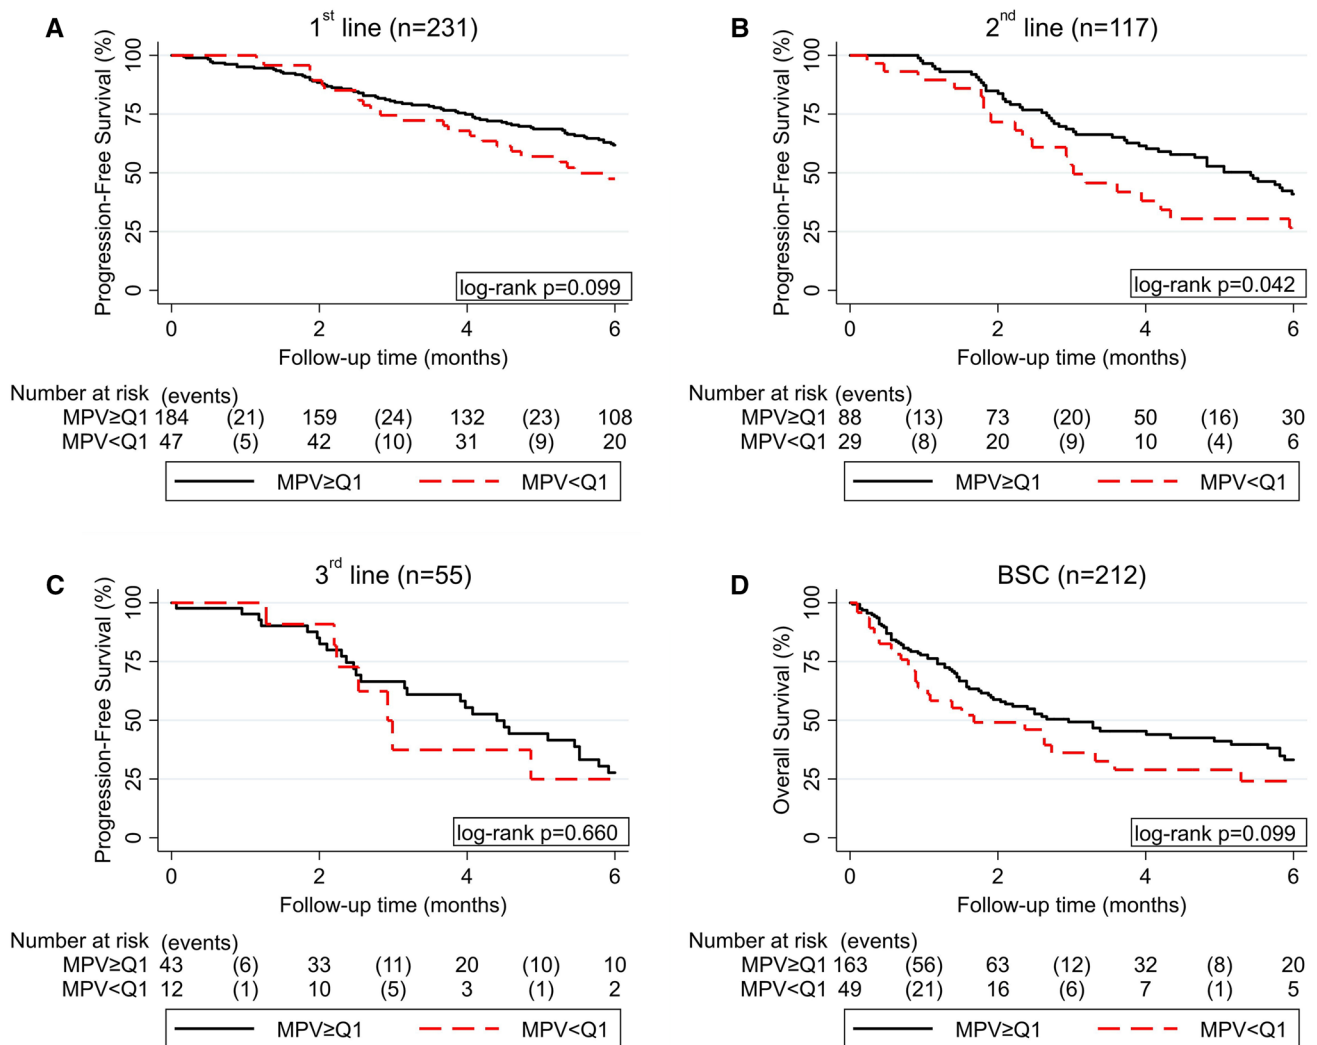 A
1st line (n=231)
Progression-Free Survival (%)
100
75
50
25
0
log-rank p=0.099
0 2 4 6
Follow-up time (months)
Number at risk (events)
MPV≥Q1 184 (21) 159 (24) 132 (23) 108
MPV<Q1 47 (5) 42 (10) 31 (9) 20
MPV≥Q1 MPV<Q1
B
2nd line (n=117)
Progression-Free Survival (%)
100
75
50
25
0
log-rank p=0.042
0 2 4 6
Follow-up time (months)
Number at risk (events)
MPV≥Q1 88 (13) 73 (20) 50 (16) 30
MPV<Q1 29 (8) 20 (9) 10 (4) 6
MPV≥Q1 MPV<Q1
C
3rd line (n=55)
Progression-Free Survival (%)
100
75
50
25
0
log-rank p=0.660
0 2 4 6
Follow-up time (months)
Number at risk (events)
MPV≥Q1 43 (6) 33 (11) 20 (10) 10
MPV<Q1 12 (1) 10 (5) 3 (1) 2
MPV≥Q1 MPV<Q1
D
BSC (n=212)
Overall Survival (%)
100
75
50
25
0
log-rank p=0.099
0 2 4 6
Follow-up time (months)
Number at risk (events)
MPV≥Q1 163 (56) 63 (12) 32 (8) 20
MPV<Q1 49 (21) 16 (6) 7 (1) 5
MPV≥Q1 MPV<Q1